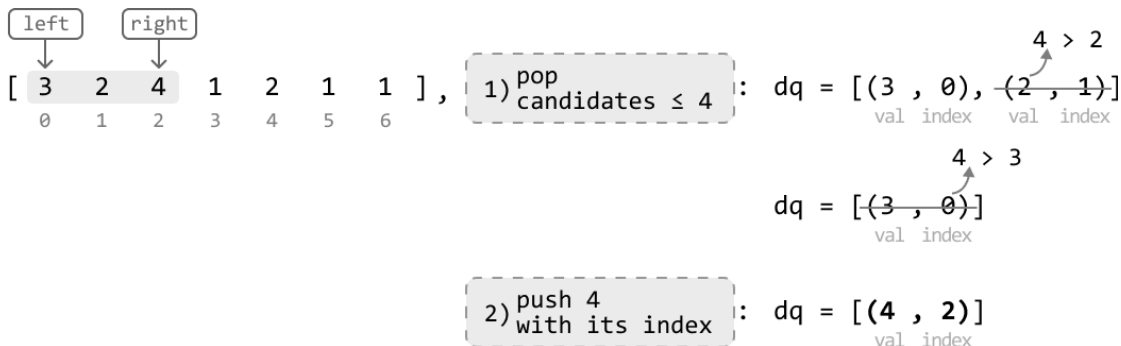 left right
4 > 2
[ 3 2 4 1 2 1 1 ] , 1) pop candidates ≤ 4 : dq = [(3 , 0), (2 , 1)]
0 1 2 3 4 5 6 val index val index
4 > 3
dq = [(3 , 0)]
val index
2) push 4 with its index : dq = [(4 , 2)]
val index